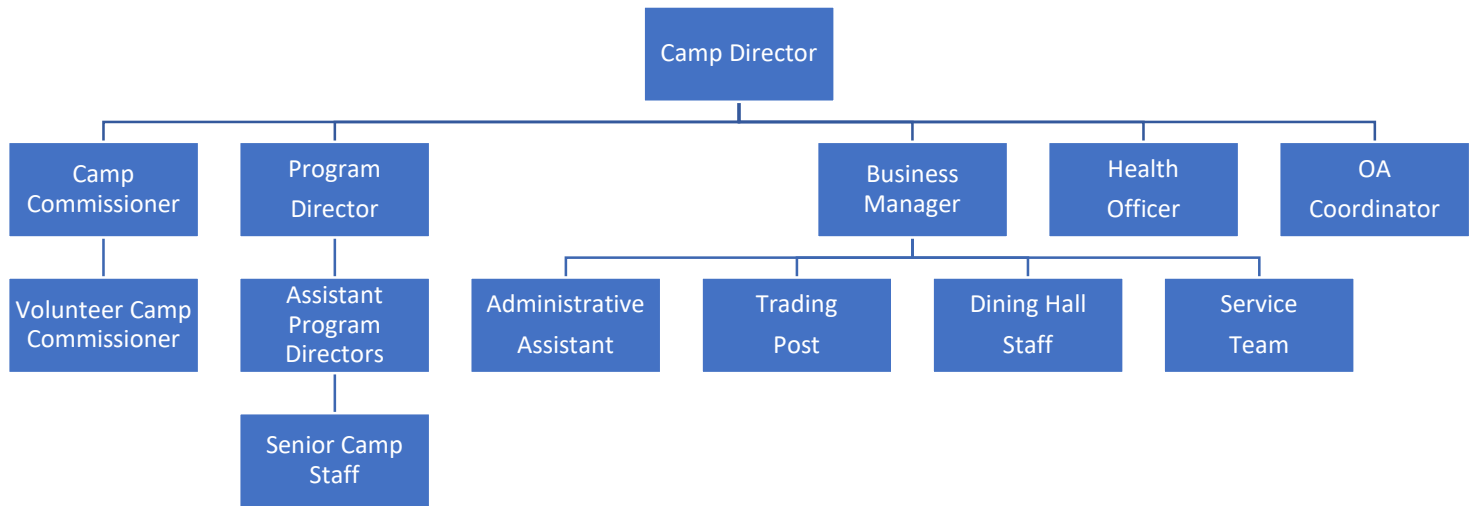 Camp Director
Camp
Commissioner
Program
Director
Business
Manager
Health
Officer
OA
Coordinator
Volunteer Camp
Commissioner
Assistant
Program
Directors
Administrative
Assistant
Trading
Post
Dining Hall
Staff
Service
Team
Senior Camp
Staff